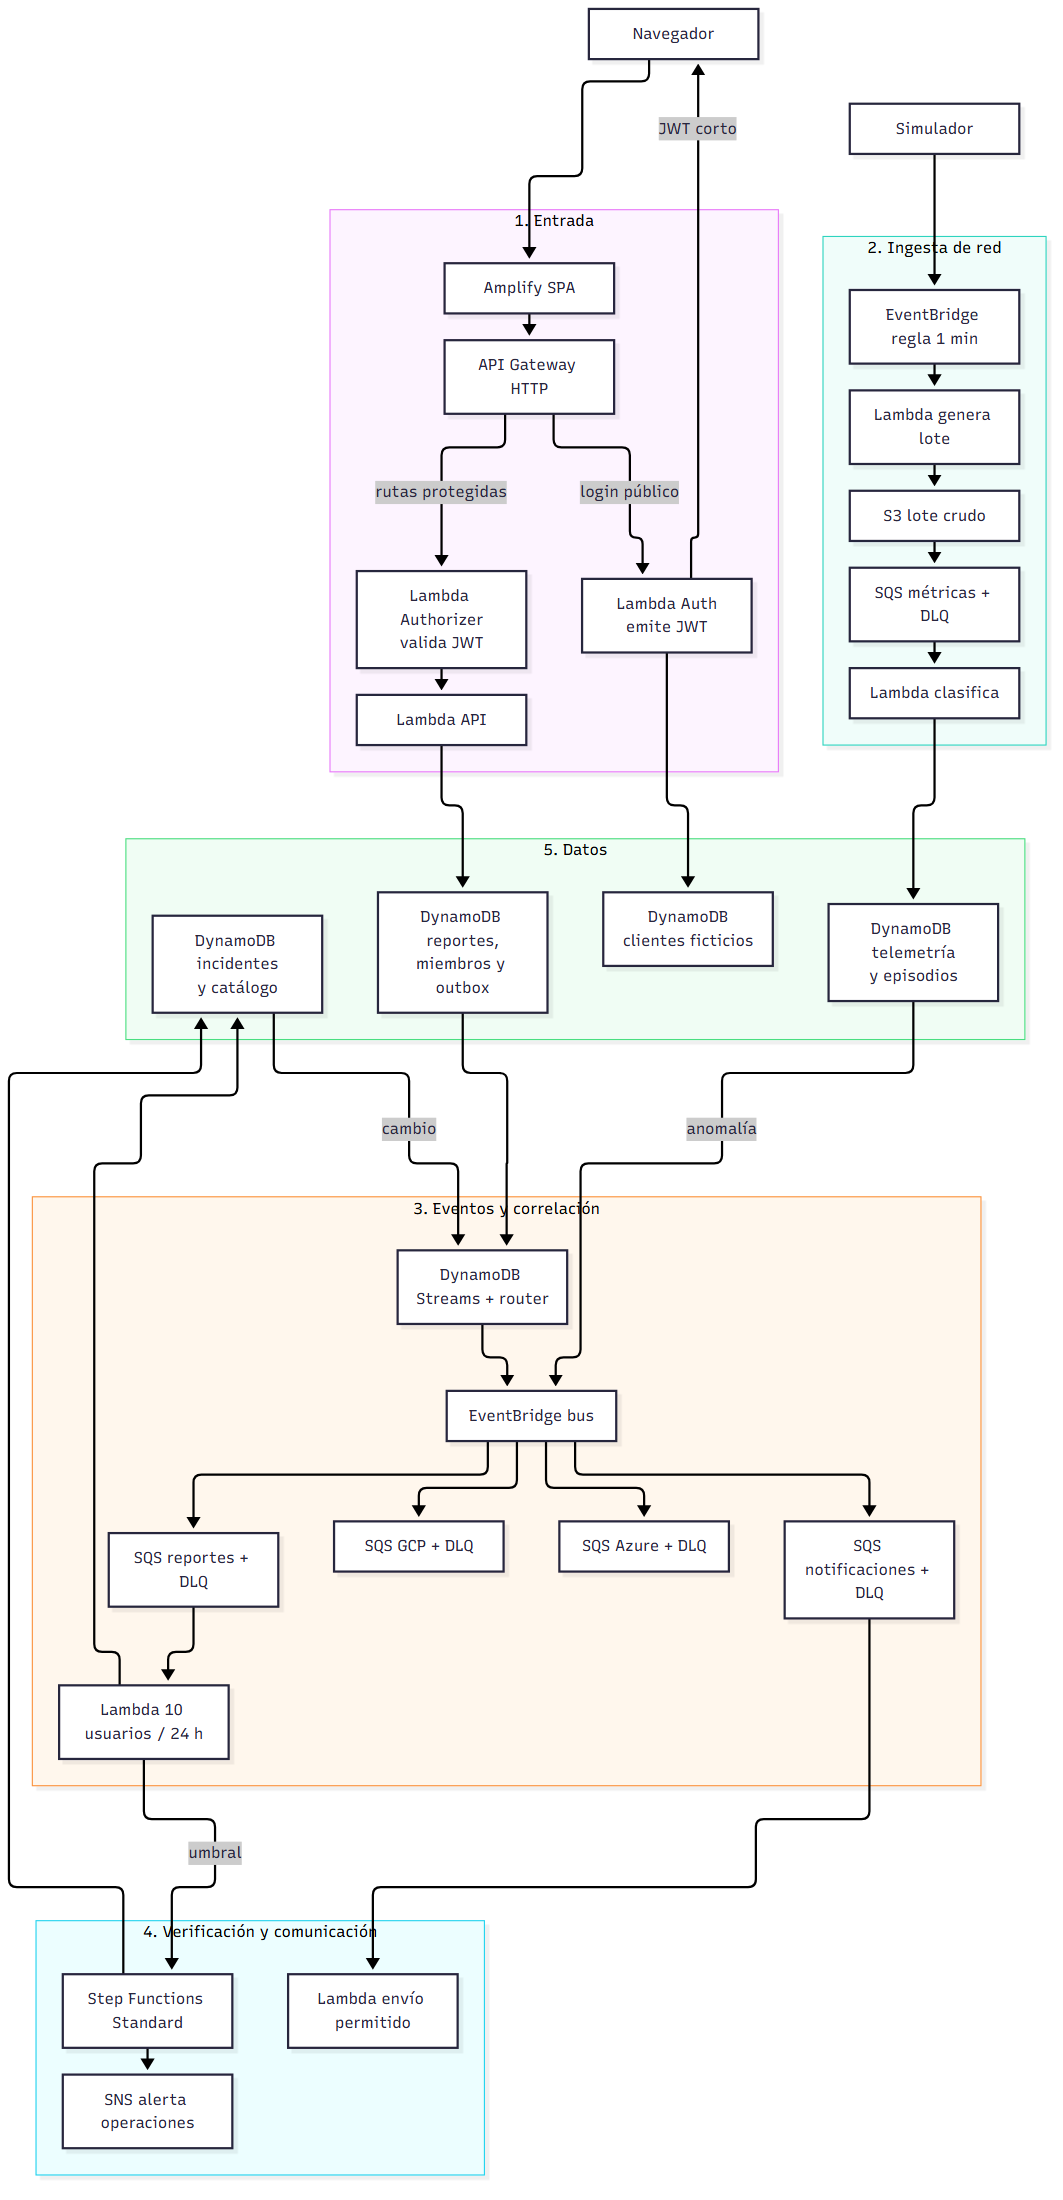 Navegador
JWT corto
Simulador
1. Entrada
2. Ingesta de red
Amplify SPA
EventBridge
regla 1 min
API Gateway
HTTP
Lambda genera
lote
rutas protegidas
login público
S3 lote crudo
Lambda
Authorizer
valida JWT
Lambda Auth
emite JWT
SQS métricas +
DLQ
Lambda API
Lambda clasifica
5. Datos
DynamoDB
incidentes
y catálogo
DynamoDB
reportes,
miembros y
outbox
DynamoDB
clientes ficticios
DynamoDB
telemetría
y episodios
cambio
anomalía
3. Eventos y correlación
DynamoDB
Streams + router
EventBridge bus
SQS reportes +
DLQ
SQS GCP + DLQ
SQS Azure + DLQ
SQS
notificaciones +
DLQ
Lambda 10
usuarios / 24 h
umbral
4. Verificación y comunicación
Step Functions
Standard
Lambda envío
permitido
SNS alerta
operaciones